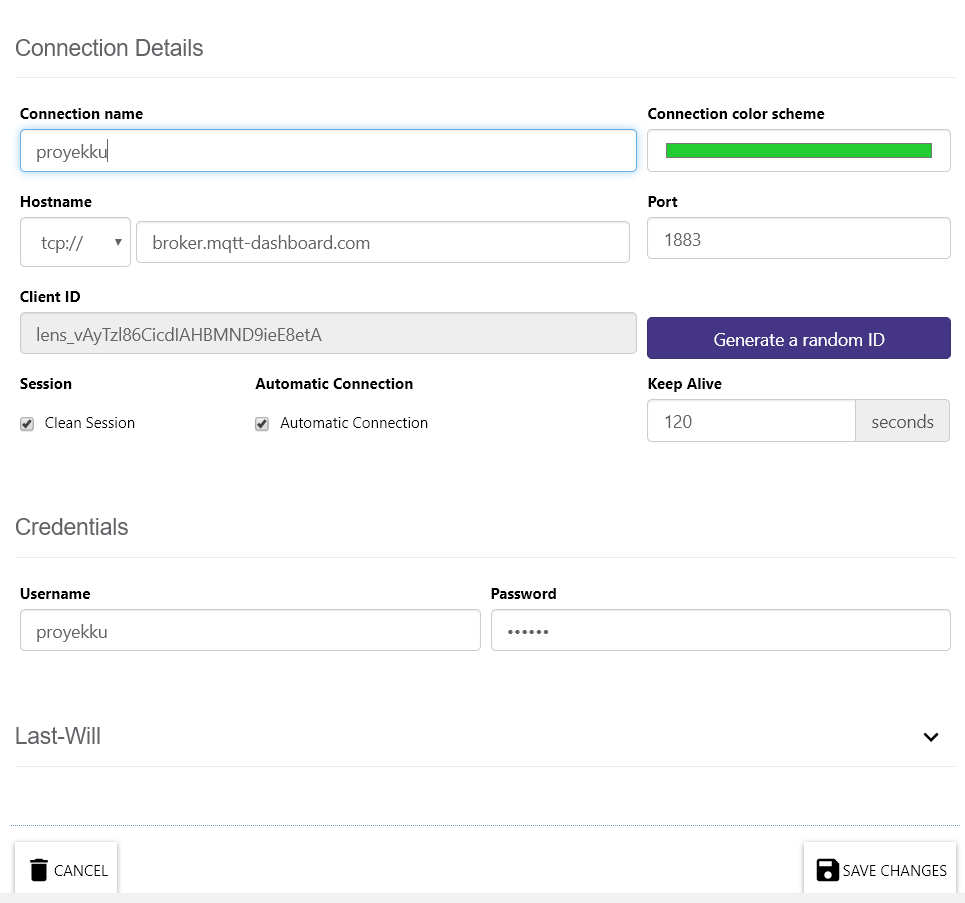 Connection Details
Connection name
Connection color scheme
proyekku
Hostname
Port
tcp://
broker.mqtt-dashboard.com
1883
Client ID
lens_vAyTzl86CicdIAHBMND9ieE8etA
Generate a random ID
Session
Automatic Connection
Keep Alive
Clean Session
Automatic Connection
120
seconds
Credentials
Username
Password
proyekku
••••••
Last-Will
CANCEL
SAVE CHANGES